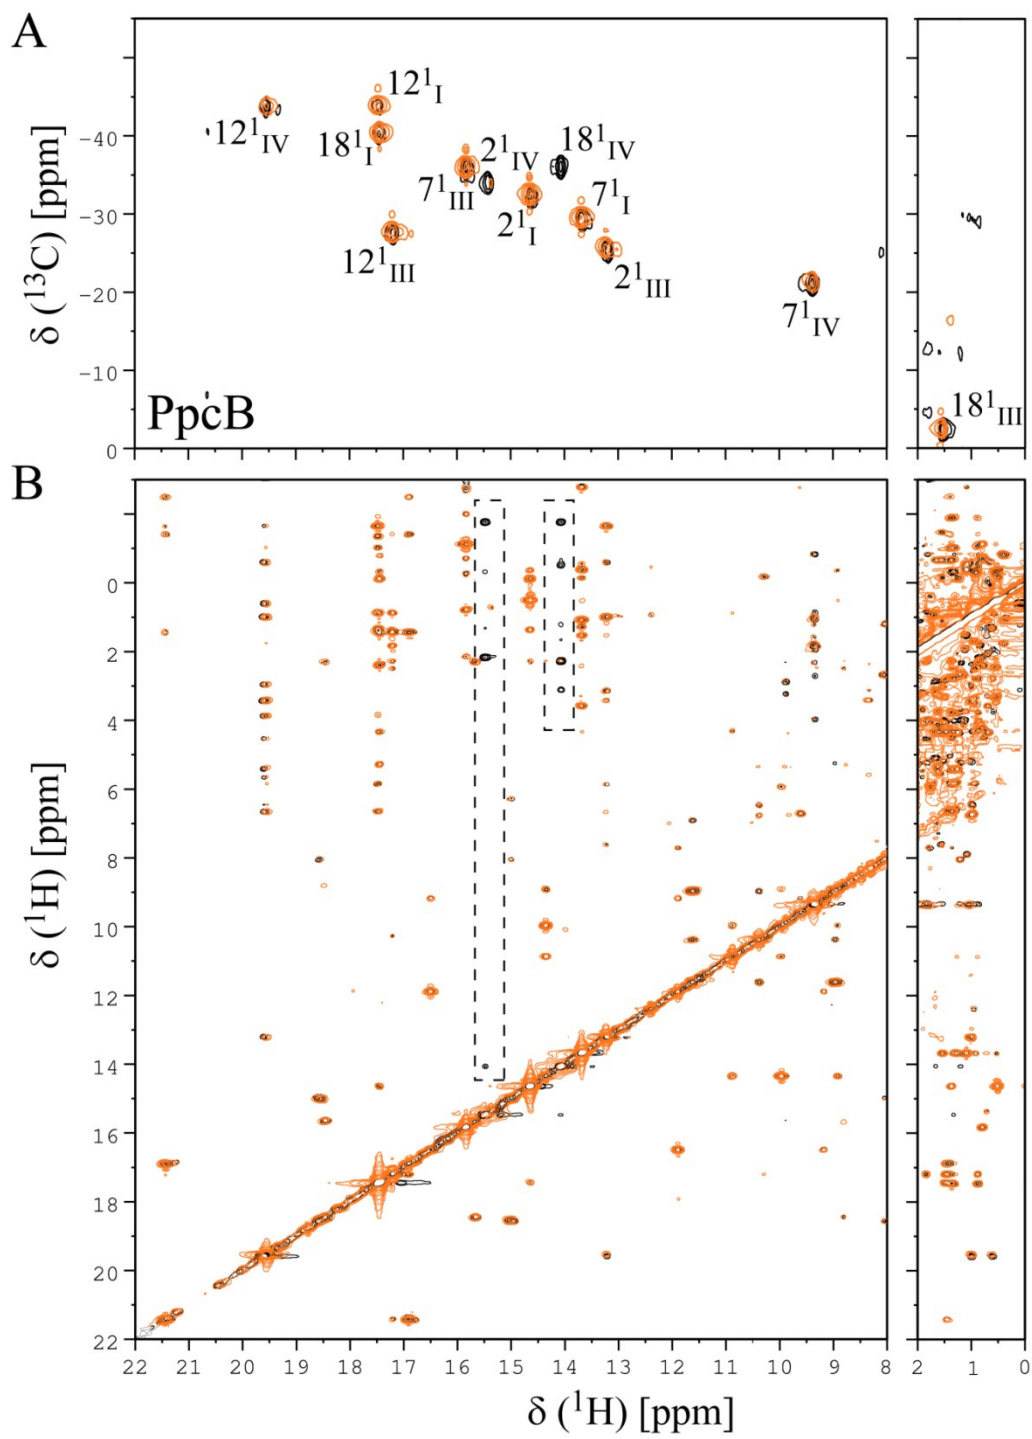 A
δ (¹³C) [ppm]
-40
-30
-20
-10
0
12¹IV
12¹I
18¹I
2¹IV
18¹IV
7¹III
2¹I
7¹I
12¹III
2¹III
7¹IV
PpcB
18¹III
B
δ (¹H) [ppm]
0
2
4
6
8
10
12
14
16
18
20
22
22 21 20 19 18 17 16 15 14 13 12 11 10 9 8 2 1 0
δ (¹H) [ppm]